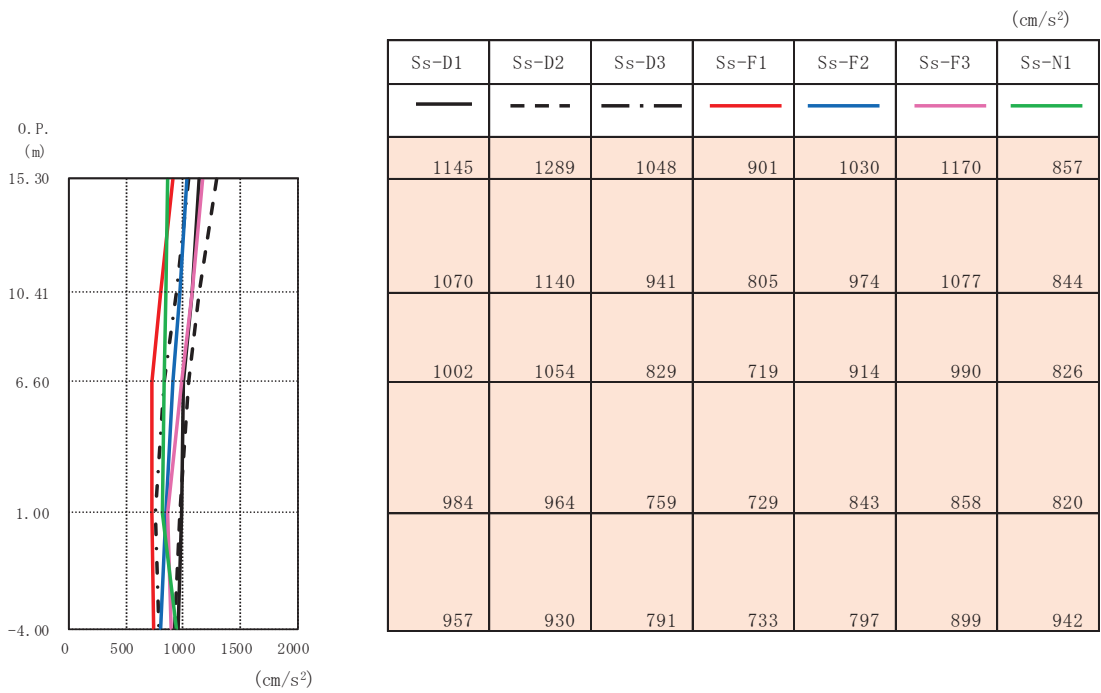 (cm/s²)
Ss-D1 Ss-D2 Ss-D3 Ss-F1 Ss-F2 Ss-F3 Ss-N1
O.P.
(m)
15.30
1145 1289 1048 901 1030 1170 857
10.41
1070 1140 941 805 974 1077 844
6.60
1002 1054 829 719 914 990 826
1.00
984 964 759 729 843 858 820
-4.00
957 930 791 733 797 899 942
0 500 1000 1500 2000
(cm/s²)